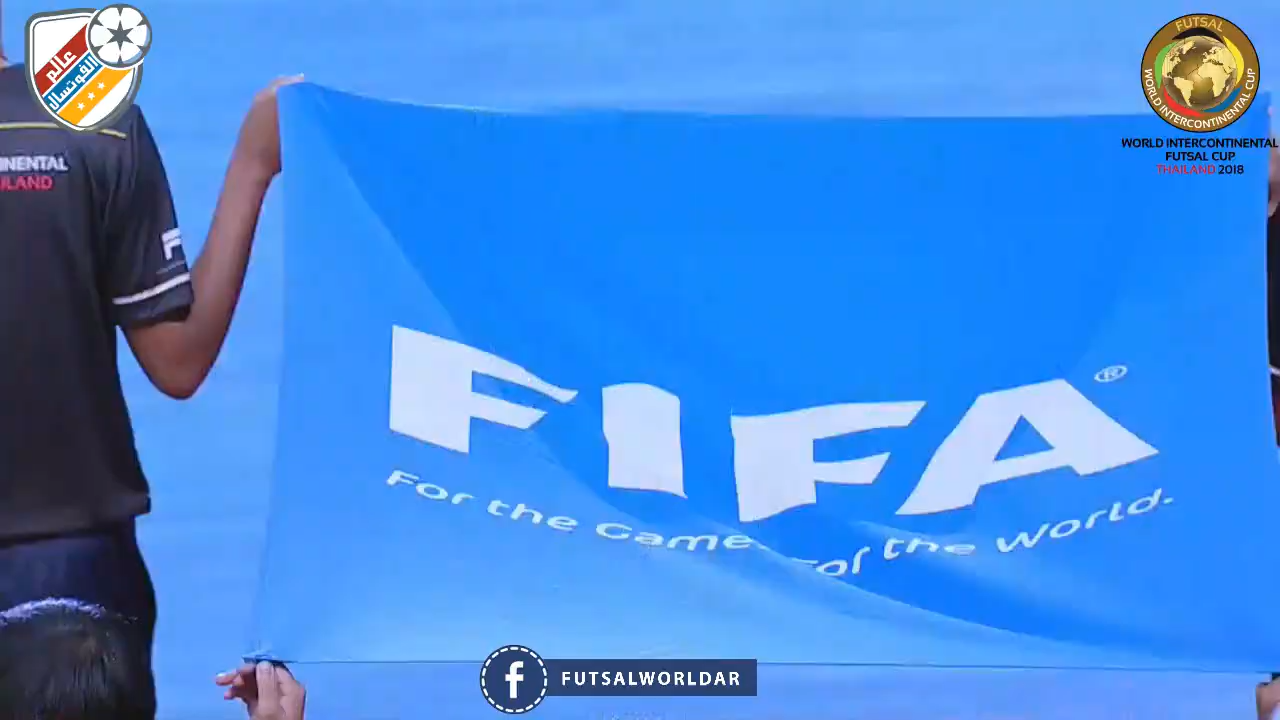 عالم
الفوتسال
FUTSAL
WORLD INTERCONTINENTAL CUP
WORLD INTERCONTINENTAL
FUTSAL CUP
THAILAND 2018
NENTAL
ILAND
F
FIFA®
For the Game For the World.
f
FUTSALWORLDAR